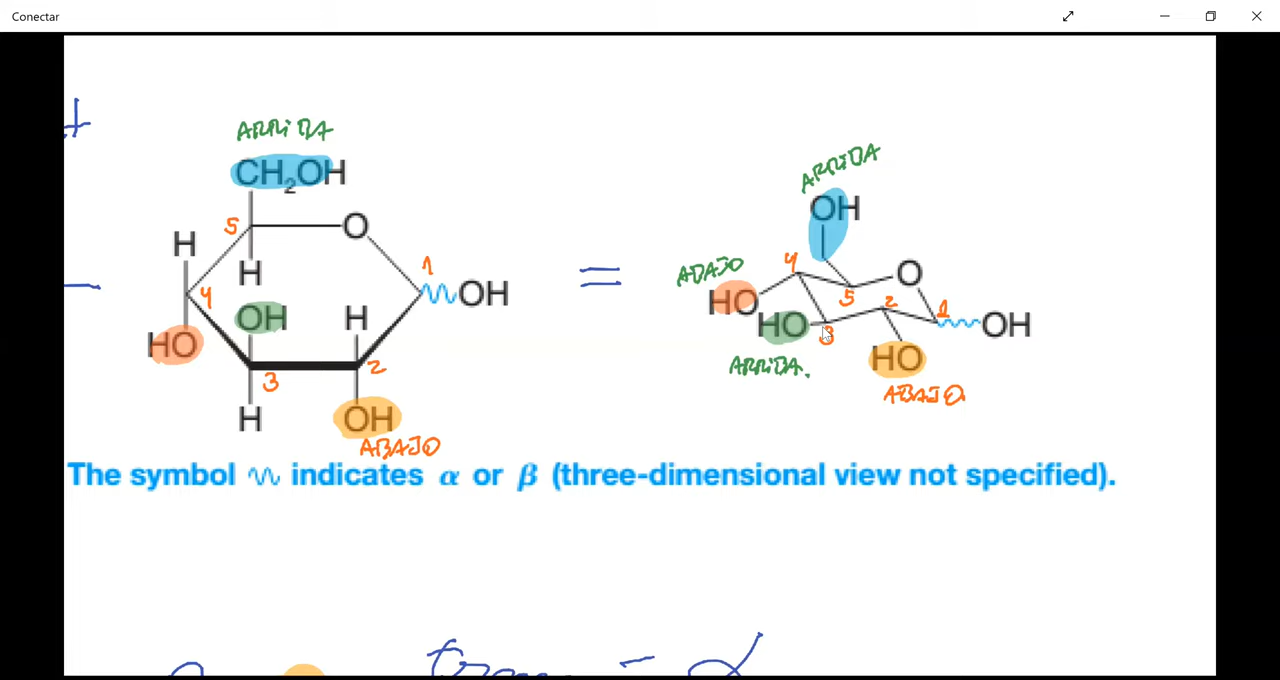 Conectar
ARRIBA
CH2OH
5
O
H
H
1
4
OH
OH
H
HO
3
2
H
OH
ABAJO
=
ARRIBA
OH
ABAJO
4
O
HO
5
2
1
HO
3
OH
HO
ARRIBA.
ABAJO.
The symbol indicates α or β (three-dimensional view not specified).